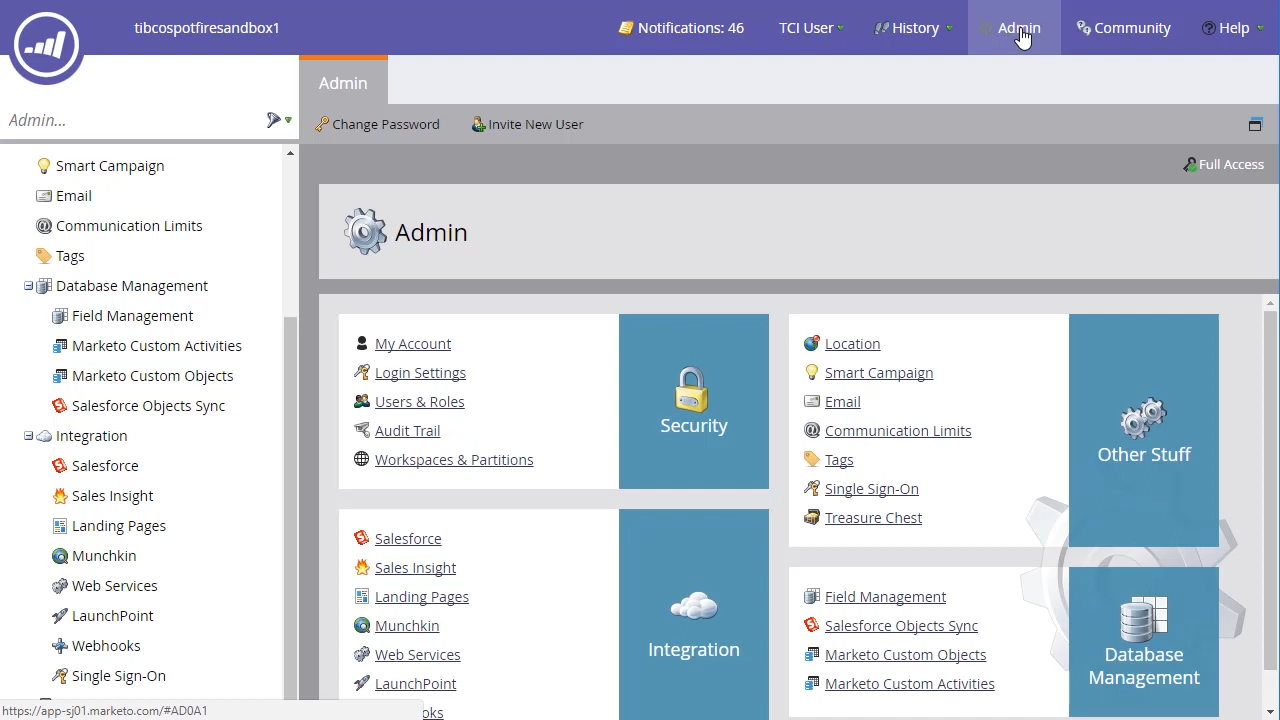 tibcospotfiresandbox1
Notifications: 46
TCI User
History
Admin
Community
Help
Admin...
Admin
Change Password
Invite New User
Full Access
Smart Campaign
Email
Communication Limits
Tags
Database Management
Field Management
Marketo Custom Activities
Marketo Custom Objects
Salesforce Objects Sync
Integration
Salesforce
Sales Insight
Landing Pages
Munchkin
Web Services
LaunchPoint
Webhooks
Single Sign-On
Admin
My Account
Login Settings
Users & Roles
Audit Trail
Workspaces & Partitions
Security
Salesforce
Sales Insight
Landing Pages
Munchkin
Web Services
LaunchPoint
Integration
Location
Smart Campaign
Email
Communication Limits
Tags
Single Sign-On
Treasure Chest
Other Stuff
Field Management
Salesforce Objects Sync
Marketo Custom Objects
Marketo Custom Activities
Database
Management
https://app-sj01.marketo.com/#AD0A1